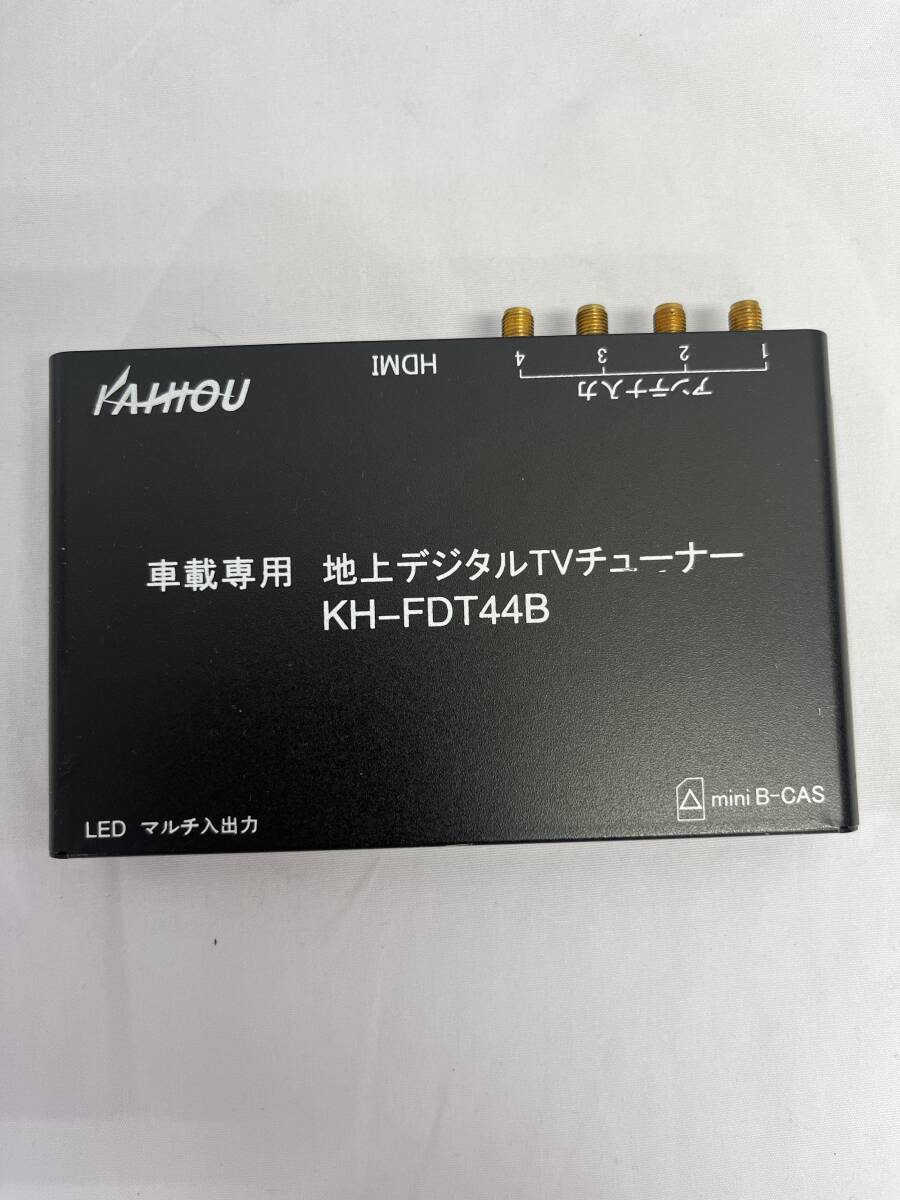 KAIHOU
HDMI
4 3 2 1
アンテナ入力
車載専用 地上デジタルTVチューナー
KH-FDT44B
mini B-CAS
LED マルチ入出力